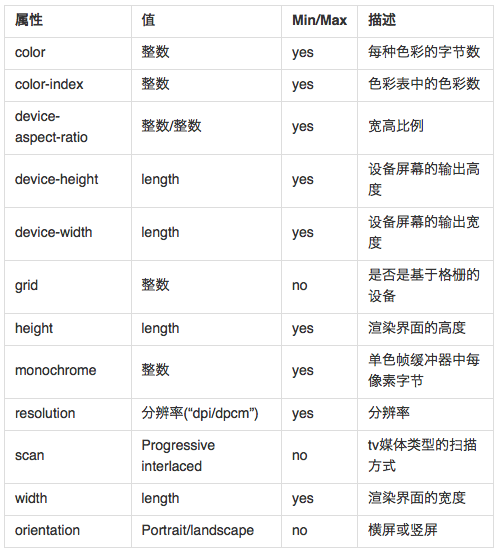 属性 值 Min/Max 描述
color 整数 yes 每种色彩的字节数
color-index 整数 yes 色彩表中的色彩数
device-
aspect-ratio 整数/整数 yes 宽高比例
device-height length yes 设备屏幕的输出高
度
device-width length yes 设备屏幕的输出宽
度
grid 整数 no 是否是基于格栅的
设备
height length yes 渲染界面的高度
monochrome 整数 yes 单色帧缓冲器中每
像素字节
resolution 分辨率(“dpi/dpcm”) yes 分辨率
scan Progressive
interlaced no tv媒体类型的扫描
方式
width length yes 渲染界面的宽度
orientation Portrait/landscape no 横屏或竖屏